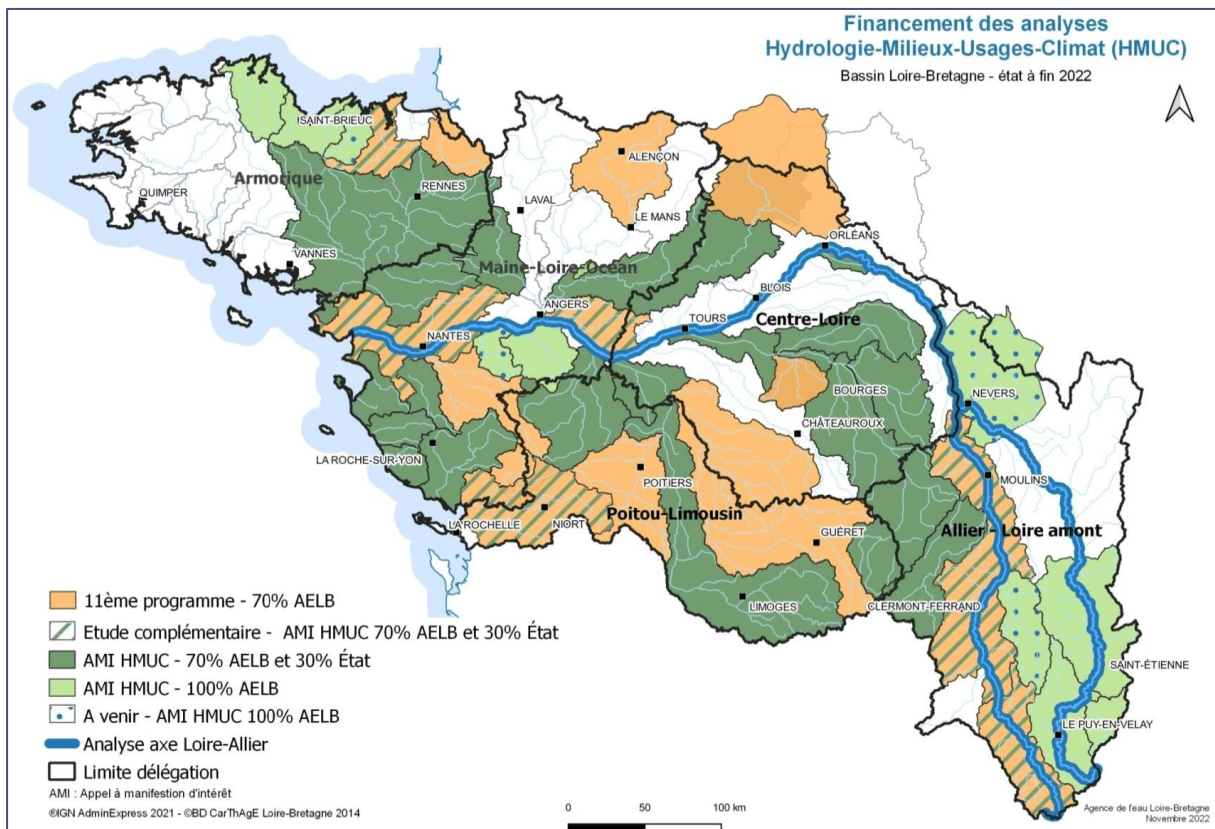 Financement des analyses
Hydrologie-Milieux-Usages-Climat (HMUC)
Bassin Loire-Bretagne - état à fin 2022
SAINT-BRIEUC
ALENÇON
Armorique
QUIMPER
RENNES
LAVAL
LE MANS
ORLÉANS
VANNES
Maine-Loire-Océan
BLOIS
ANGERS
TOURS
Centre-Loire
NANTES
BOURGES
NEVERS
CHÂTEAUROUX
LA ROCHE-SUR-YON
POITIERS
MOULINS
LA ROCHELLE
NIORT
Poitou-Limousin
GUÉRET
Allier - Loire amont
LIMOGES
CLERMONT-FERRAND
SAINT-ÉTIENNE
LE PUY-EN-VELAY
11ème programme - 70% AELB
Etude complémentaire - AMI HMUC 70% AELB et 30% État
AMI HMUC - 70% AELB et 30% État
AMI HMUC - 100% AELB
A venir - AMI HMUC 100% AELB
Analyse axe Loire-Allier
Limite délégation
AMI : Appel à manifestion d'intérêt
®IGN AdminExpress 2021 - ©BD CarThAgE Loire-Bretagne 2014
0 50 100 km
Agence de l'eau Loire-Bretagne
Novembre 2022